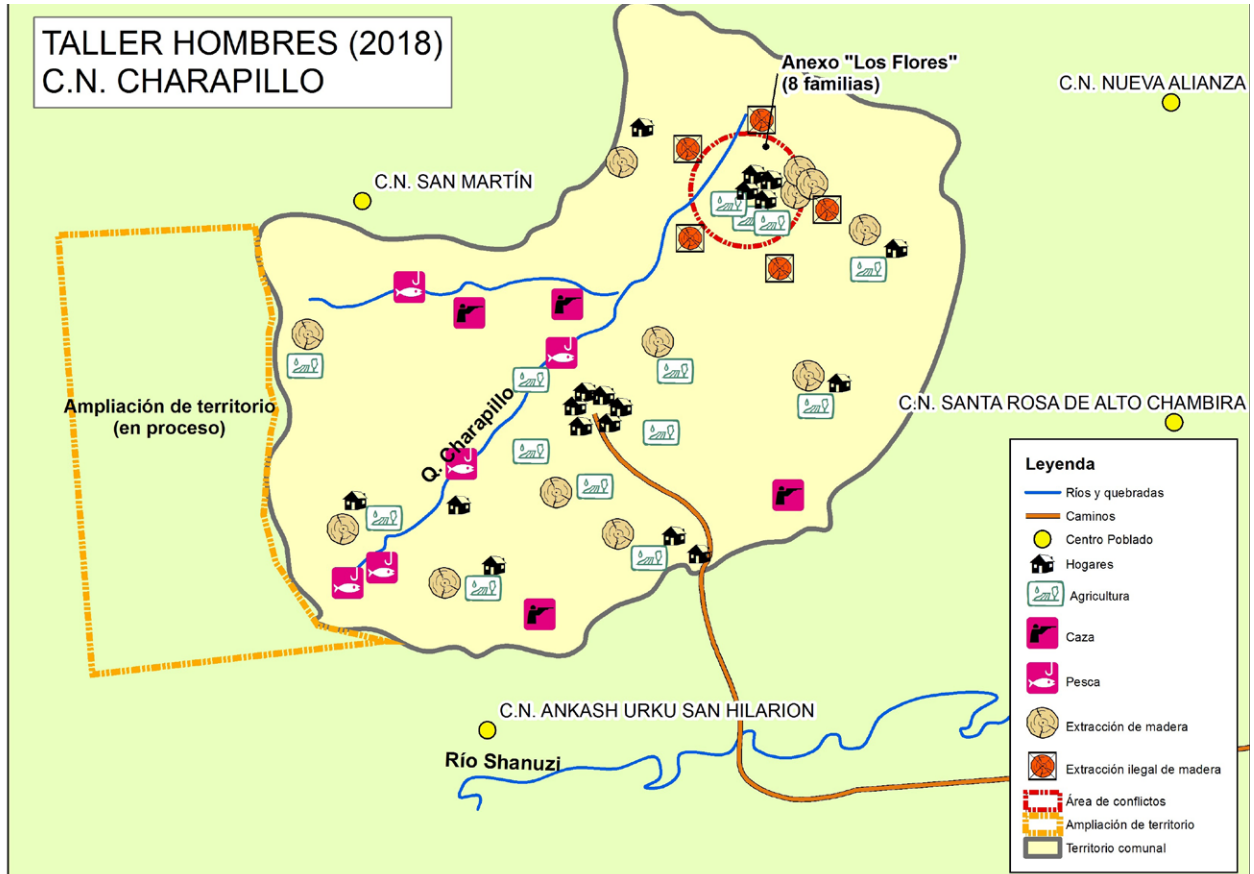 TALLER HOMBRES (2018)
C.N. CHARAPILLO
Anexo "Los Flores"
(8 familias)
C.N. NUEVA ALIANZA
C.N. SAN MARTÍN
Ampliación de territorio
(en proceso)
Q. Charapillo
C.N. SANTA ROSA DE ALTO CHAMBIRA
C.N. ANKASH URKU SAN HILARION
Río Shanuzi
Leyenda
Ríos y quebradas
Caminos
Centro Poblado
Hogares
Agricultura
Caza
Pesca
Extracción de madera
Extracción ilegal de madera
Área de conflictos
Ampliación de territorio
Territorio comunal